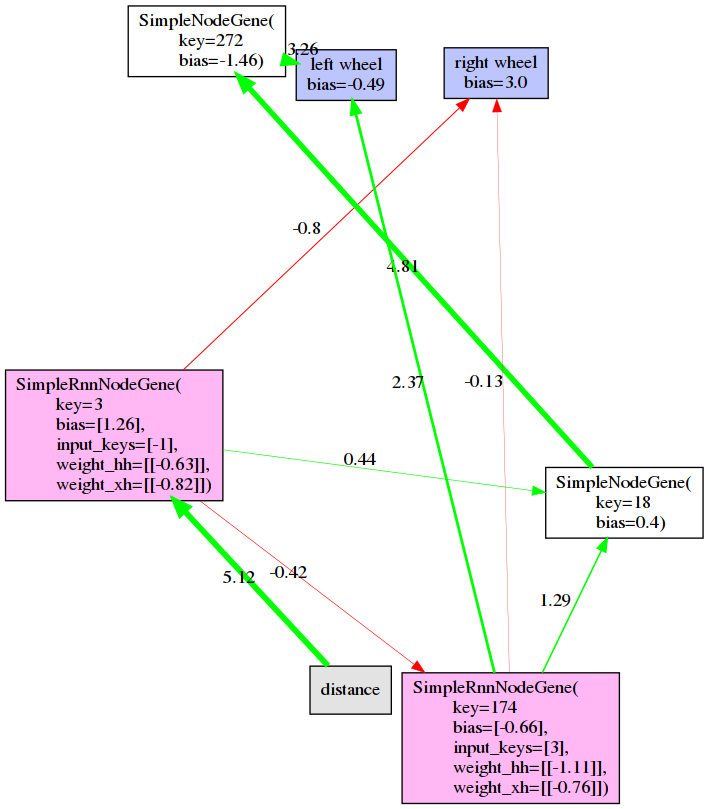 SimpleNodeGene(
key=272
bias=-1.46)
3.26
left wheel
bias=-0.49
right wheel
bias=3.0
-0.8
4.81
2.37
-0.13
SimpleRnnNodeGene(
key=3
bias=[1.26],
input_keys=[-1],
weight_hh=[[-0.63]],
weight_xh=[[-0.82]])
0.44
SimpleNodeGene(
key=18
bias=0.4)
5.12
-0.42
1.29
distance
SimpleRnnNodeGene(
key=174
bias=[-0.66],
input_keys=[3],
weight_hh=[[-1.11]],
weight_xh=[[-0.76]])